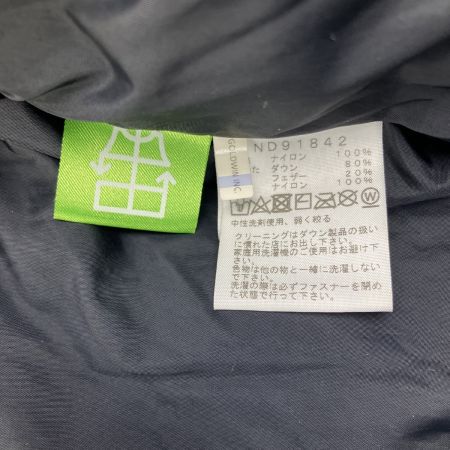 GOLDWIN INC.
ND91842
ナイロン 100%
た ダウン 80%
フェザー 20%
ナイロン 100%
中性洗剤使用、弱く絞る
クリーニングはダウン製品の扱い
に慣れた店にお出し下さい。
家庭用洗濯機のご使用はお避け下
さい。
色物は他の物と一緒に洗濯しない
で下さい。
洗濯の際は必ずファスナーを閉め
た状態で行って下さい。